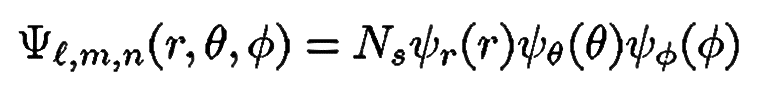 Ψ_{ℓ,m,n}(r, θ, ϕ) = N_s ψ_r(r) ψ_θ(θ) ψ_ϕ(ϕ)